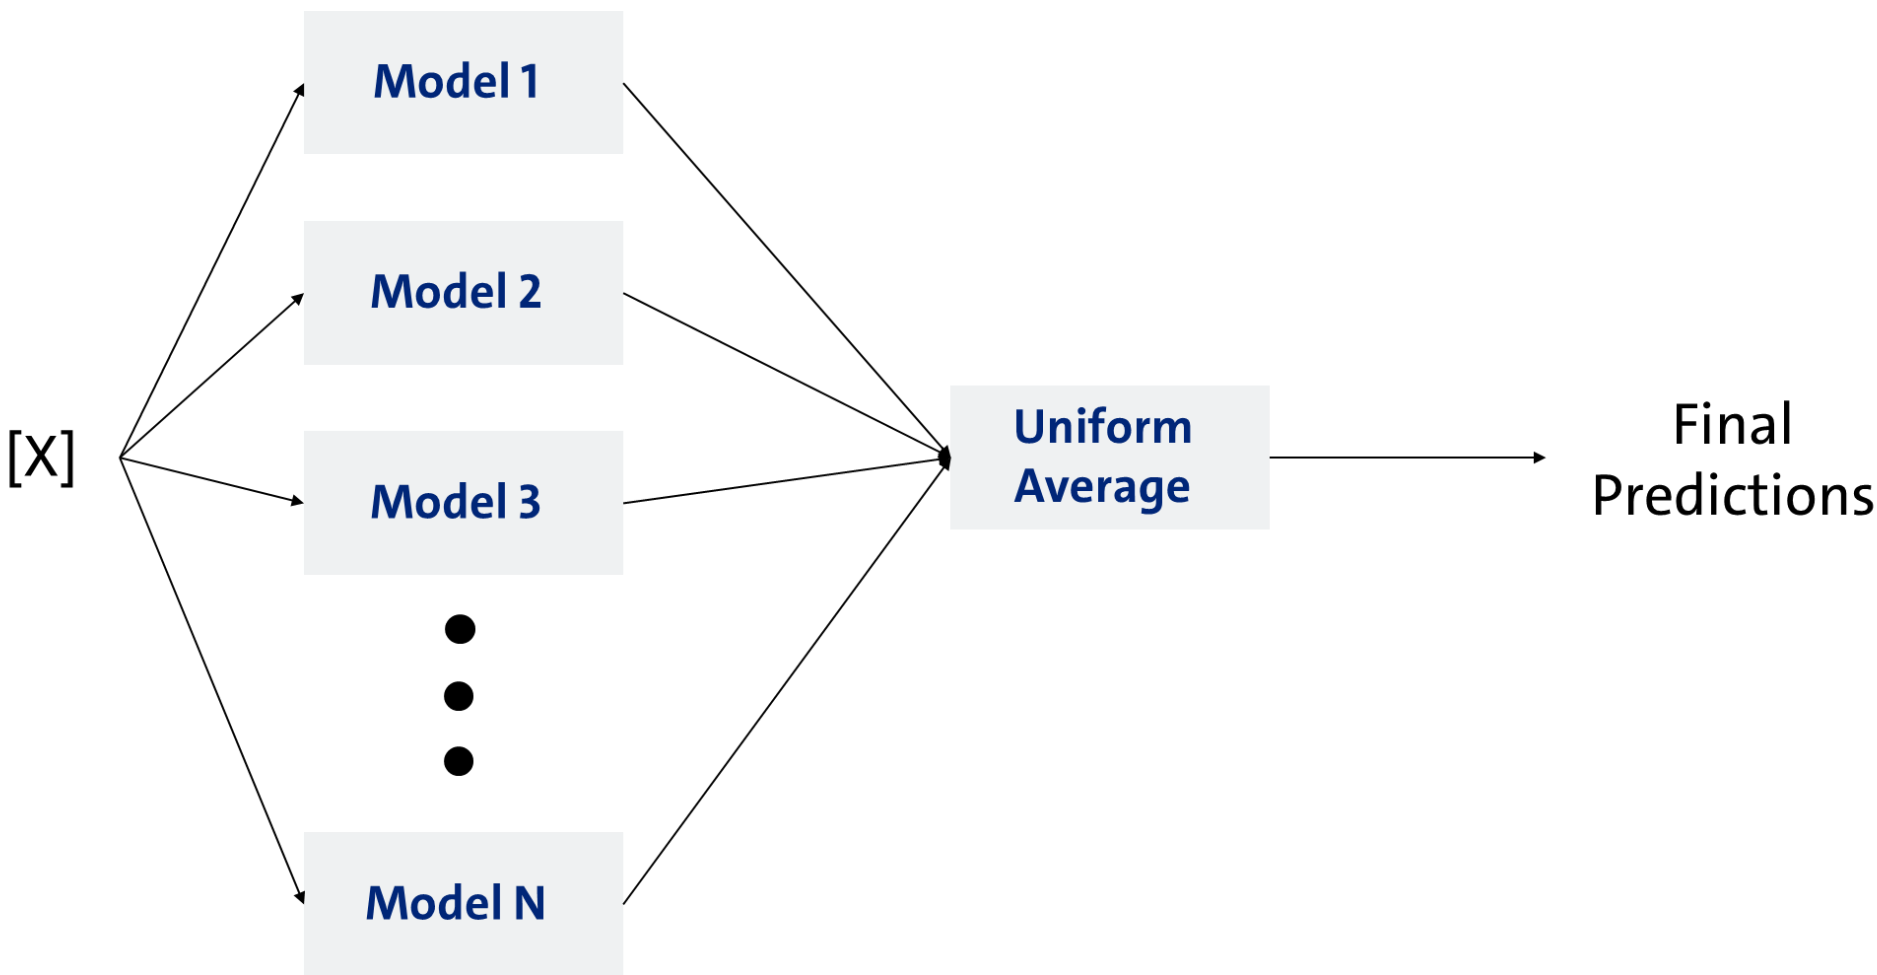 [X]
Model 1
Model 2
Model 3
Model N
Uniform
Average
Final
Predictions